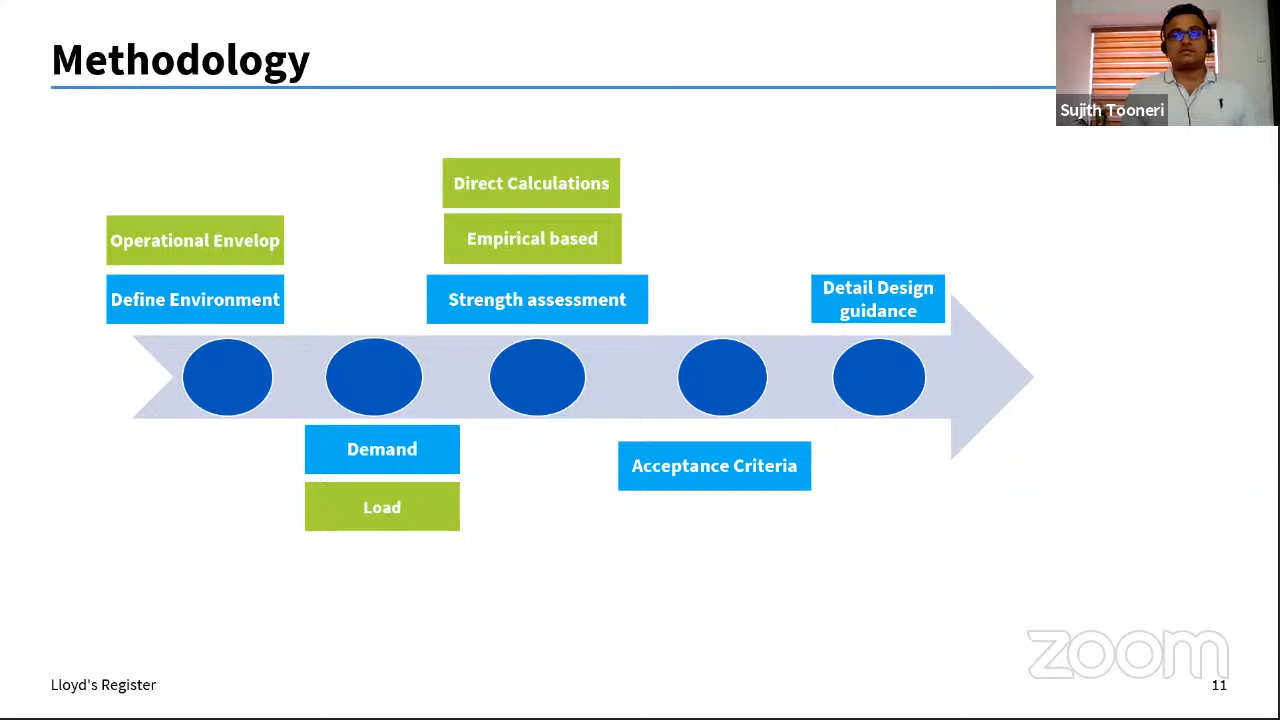 Methodology
Sujith Tooneri
Direct Calculations
Operational Envelop
Empirical based
Define Environment
Strength assessment
Detail Design
guidance
Demand
Acceptance Criteria
Load
zoom
Lloyd's Register
11